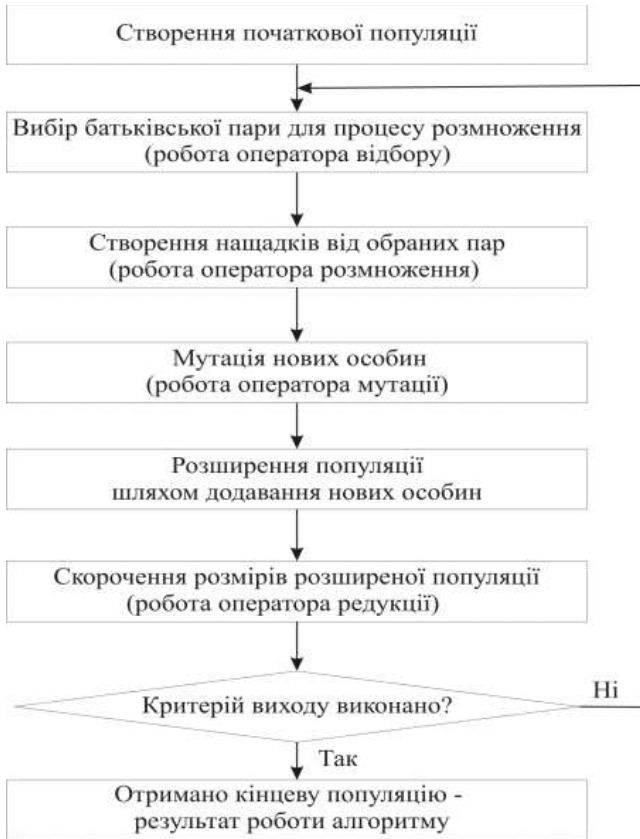 Створення початкової популяції
Вибір батьківської пари для процесу розмноження
(робота оператора відбору)
Створення нащадків від обраних пар
(робота оператора розмноження)
Мутація нових особин
(робота оператора мутації)
Розширення популяції
шляхом додавання нових особин
Скорочення розмірів розширеної популяції
(робота оператора редукції)
Критерій виходу виконано?
Ні
Так
Отримано кінцеву популяцію -
результат роботи алгоритму